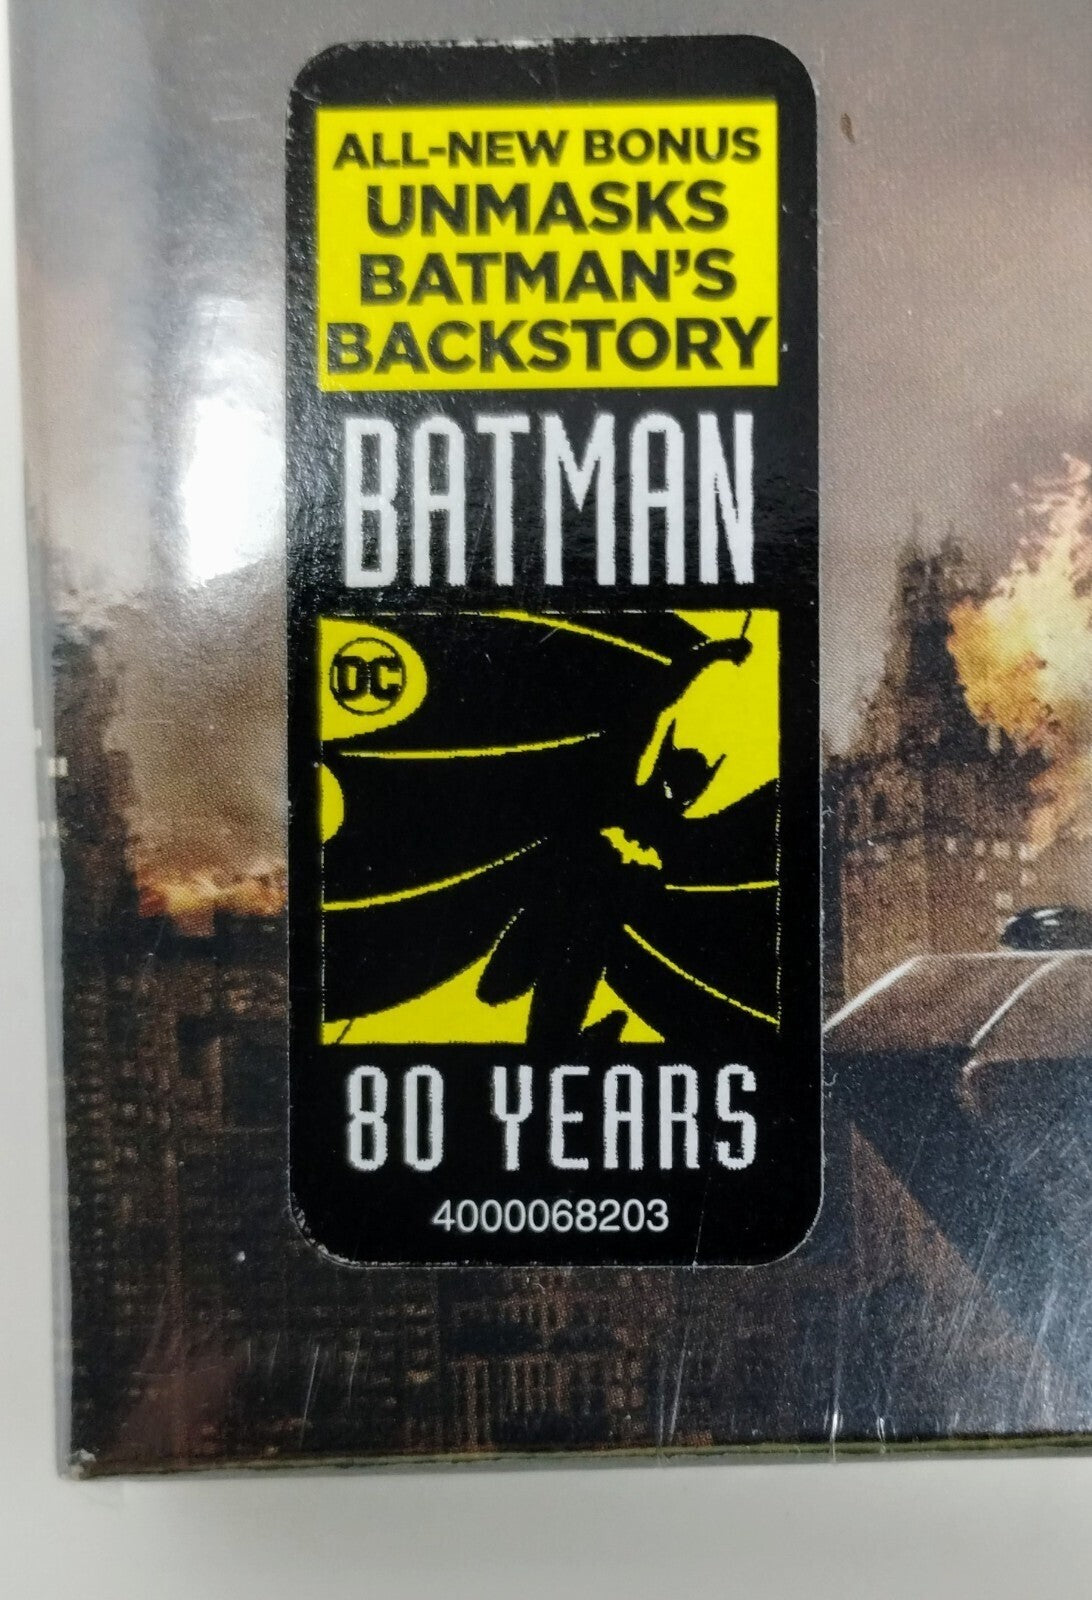 ALL-NEW BONUS
UNMASKS
BATMAN'S
BACKSTORY
BATMAN
DC
80 YEARS
4000068203